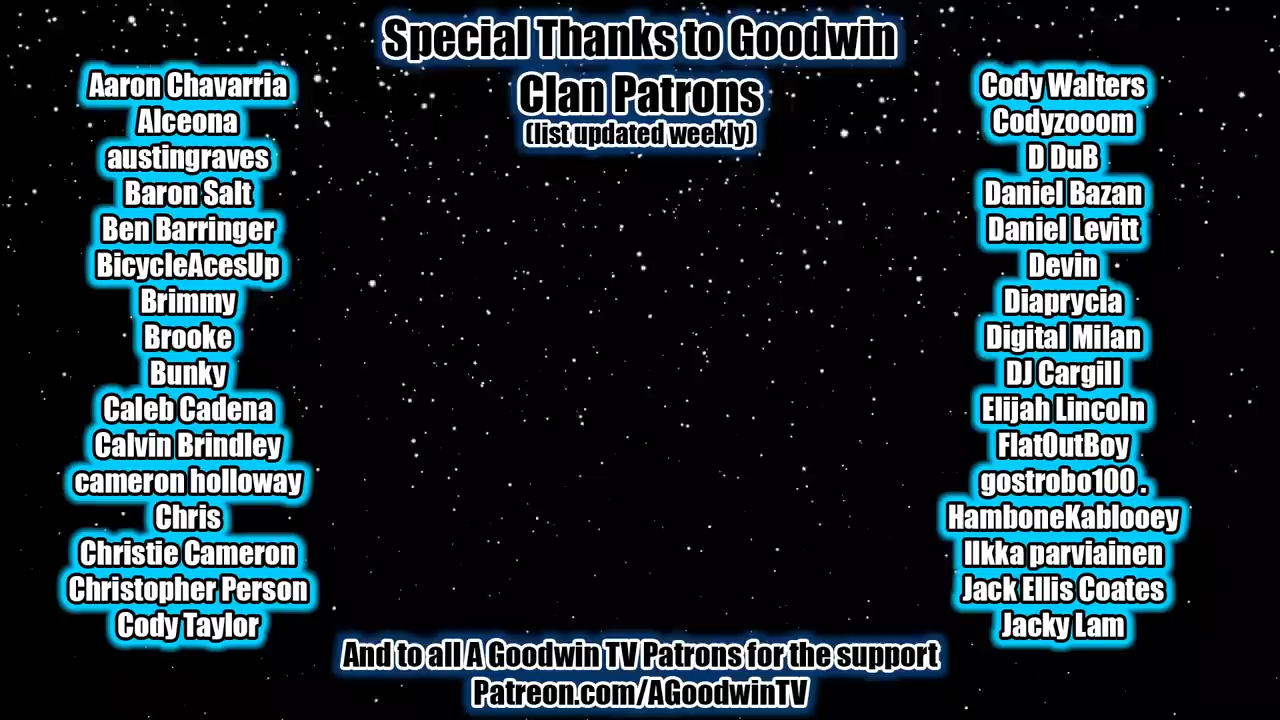 Special Thanks to Goodwin
Clan Patrons
(list updated weekly)
Aaron Chavarria
Alceona
austingraves
Baron Salt
Ben Barringer
BicycleAcesUp
Brimmy
Brooke
Bunky
Caleb Cadena
Calvin Brindley
cameron holloway
Chris
Christie Cameron
Christopher Person
Cody Taylor
Cody Walters
Codyzooom
D DuB
Daniel Bazan
Daniel Levitt
Devin
Diaprycia
Digital Milan
DJ Cargill
Elijah Lincoln
FlatOutBoy
gostrobo100 .
HamboneKablooey
Ilkka parviainen
Jack Ellis Coates
Jacky Lam
And to all A Goodwin TV Patrons for the support
Patreon.com/AGoodwinTV